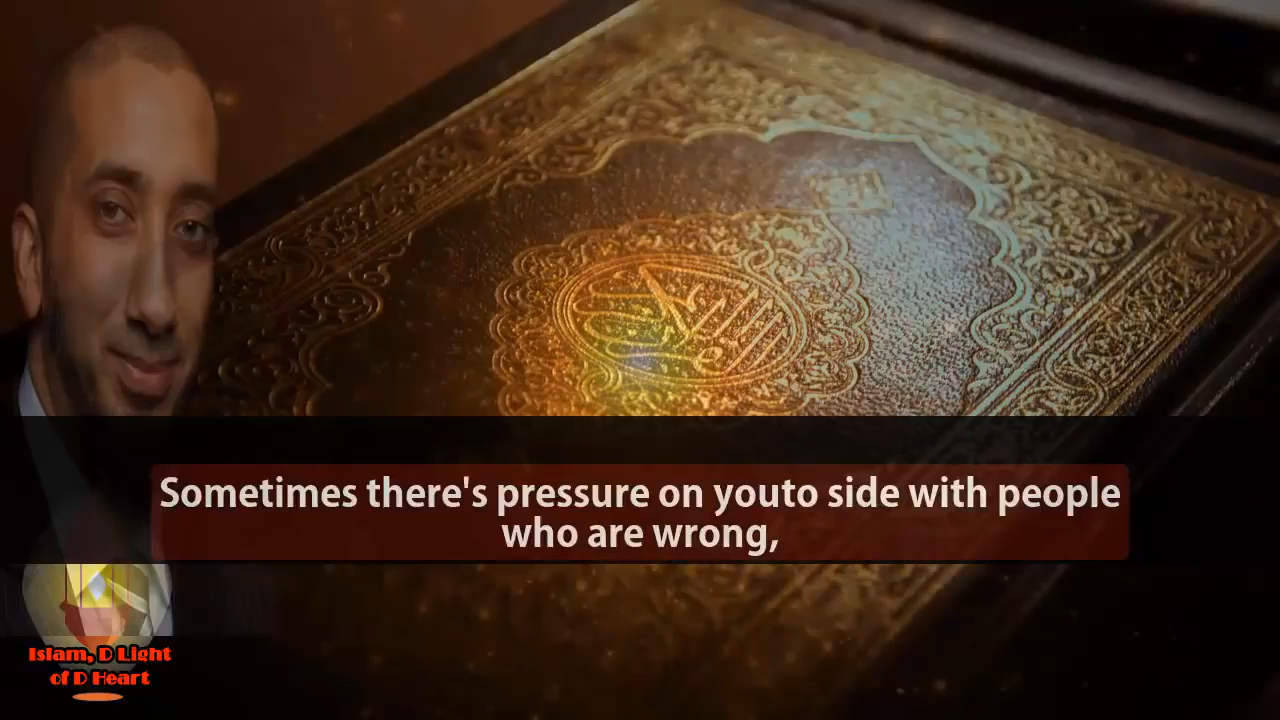 Sometimes there's pressure on youto side with people
who are wrong,
Islam, D Light
of D Heart